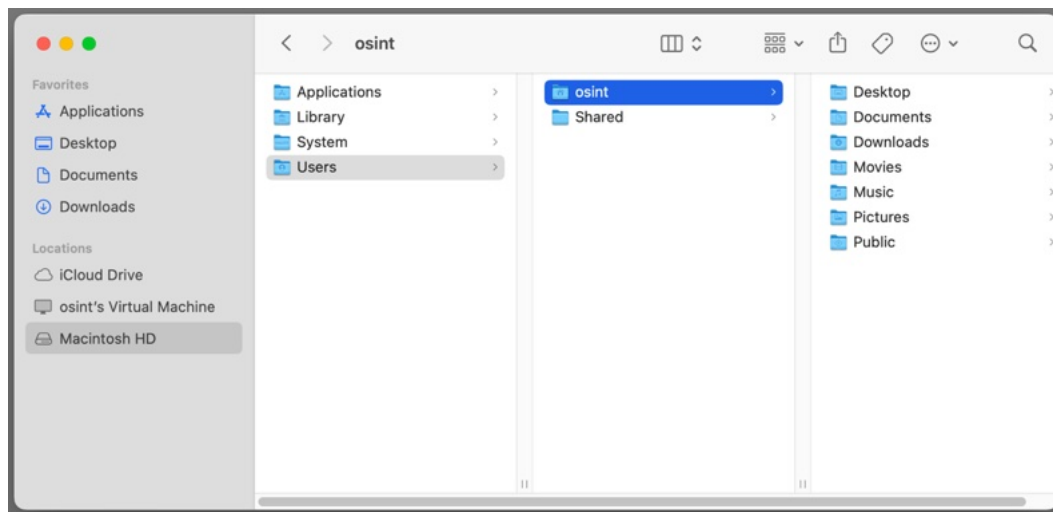 osint
Favorites
Applications
Desktop
Documents
Downloads
Locations
iCloud Drive
osint's Virtual Machine
Macintosh HD
Applications
Library
System
Users
osint
Shared
Desktop
Documents
Downloads
Movies
Music
Pictures
Public